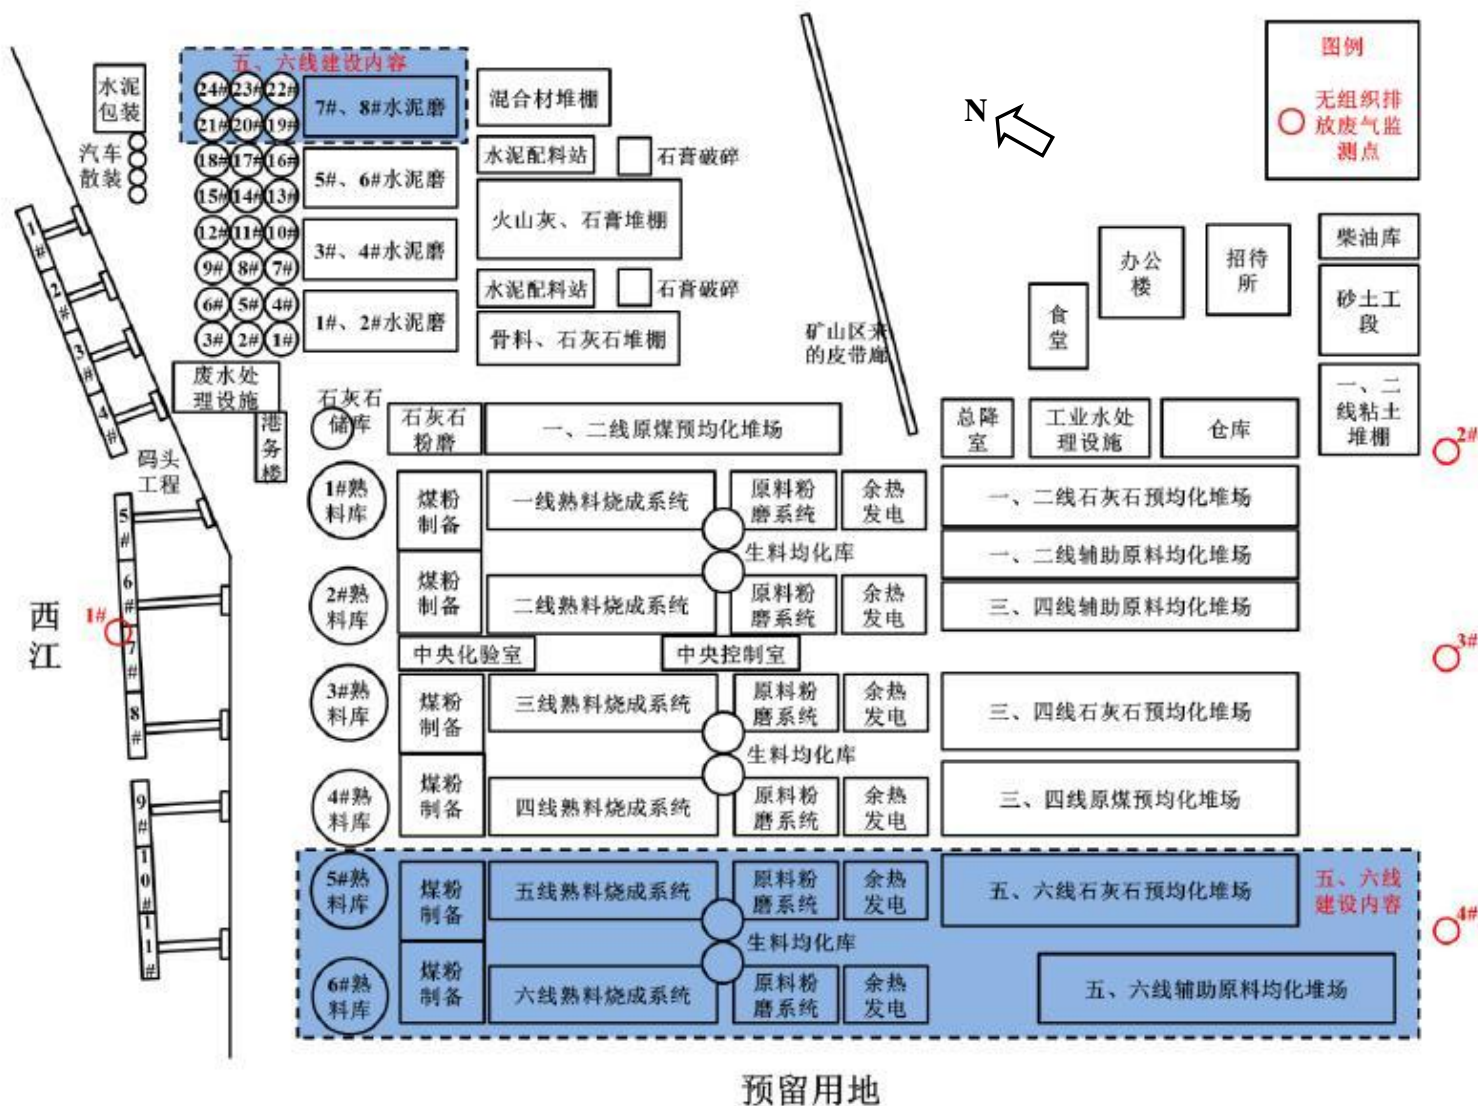 五、六线建设内容
水泥
包装
24# 23# 22#
21# 20# 19#
7#、8#水泥磨
混合材堆棚
N
图例
无组织排
放废气监
测点
汽车
散装
18# 17# 16#
15# 14# 13#
5#、6#水泥磨
水泥配料站
石膏破碎
火山灰、石膏堆棚
12# 11# 10#
9# 8# 7#
3#、4#水泥磨
水泥配料站
石膏破碎
6# 5# 4#
3# 2# 1#
1#、2#水泥磨
骨料、石灰石堆棚
1#
2#
3#
4#
矿山区来
的皮带廊
食
堂
办公
楼
招待
所
柴油库
砂土工
段
一、二
线粘土
堆棚
废水处
理设施
港
务
楼
码头
工程
石灰石
储库
石灰石
粉磨
一、二线原煤预均化堆场
总降
室
工业水处
理设施
仓库
2#
5#
6#
7#
8#
1#
西
江
1#熟
料库
煤粉
制备
一线熟料烧成系统
原料粉
磨系统
余热
发电
一、二线石灰石预均化堆场
生料均化库
一、二线辅助原料均化堆场
2#熟
料库
煤粉
制备
二线熟料烧成系统
原料粉
磨系统
余热
发电
三、四线辅助原料均化堆场
中央化验室
中央控制室
3#
3#熟
料库
煤粉
制备
三线熟料烧成系统
原料粉
磨系统
余热
发电
三、四线石灰石预均化堆场
生料均化库
4#熟
料库
煤粉
制备
四线熟料烧成系统
原料粉
磨系统
余热
发电
三、四线原煤预均化堆场
9#
10#
11#
5#熟
料库
煤粉
制备
五线熟料烧成系统
原料粉
磨系统
余热
发电
五、六线石灰石预均化堆场
五、六线
建设内容
4#
生料均化库
6#熟
料库
煤粉
制备
六线熟料烧成系统
原料粉
磨系统
余热
发电
五、六线辅助原料均化堆场
预留用地